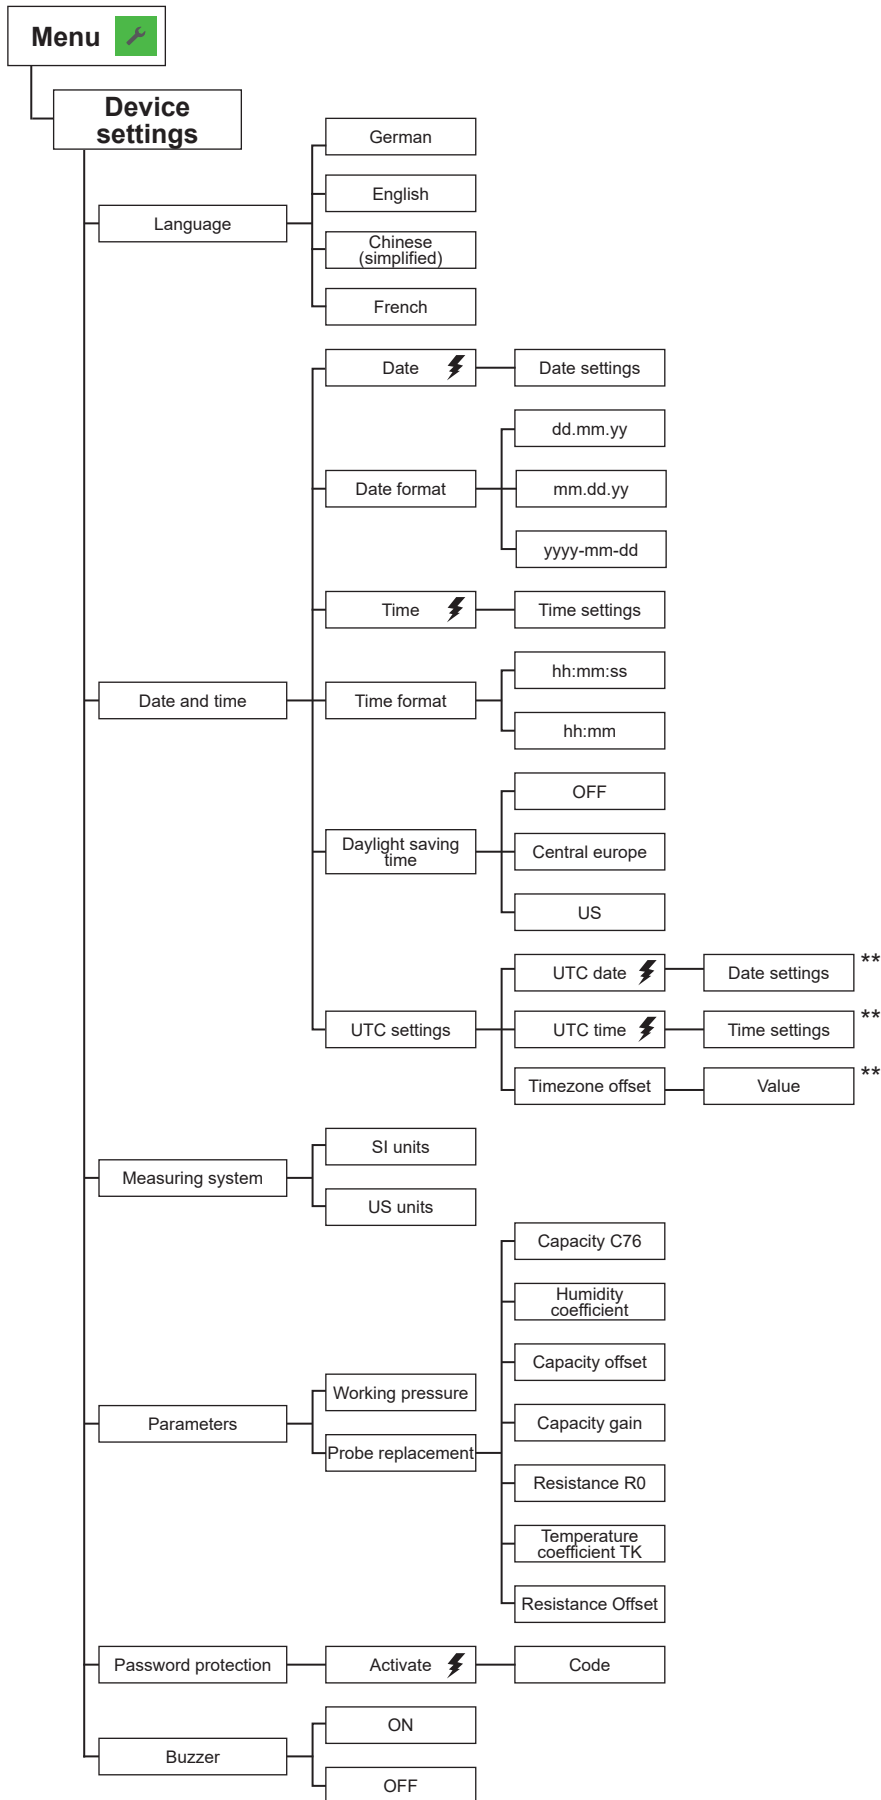 Menu
Device
settings
German
English
Language
Chinese
(simplified)
French
Date
Date settings
dd.mm.yy
Date format
mm.dd.yy
yyyy-mm-dd
Time
Time settings
hh:mm:ss
Date and time
Time format
hh:mm
OFF
Daylight saving
time
Central europe
US
UTC date
Date settings
**
UTC settings
UTC time
Time settings
**
Timezone offset
Value
**
SI units
Measuring system
US units
Capacity C76
Humidity
coefficient
Capacity offset
Working pressure
Parameters
Capacity gain
Probe replacement
Resistance R0
Temperature
coefficient TK
Resistance Offset
Password protection
Activate
Code
ON
Buzzer
OFF